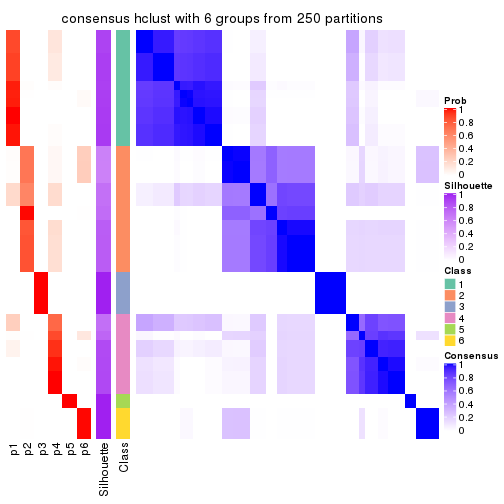 consensus hclust with 6 groups from 250 partitions
Prob
1
0.8
0.6
0.4
0.2
0
Silhouette
1
0.8
0.6
0.4
0.2
0
Class
1
2
3
4
5
6
Consensus
1
0.8
0.6
0.4
0.2
0
p1
p2
p3
p4
p5
p6
Silhouette
Class